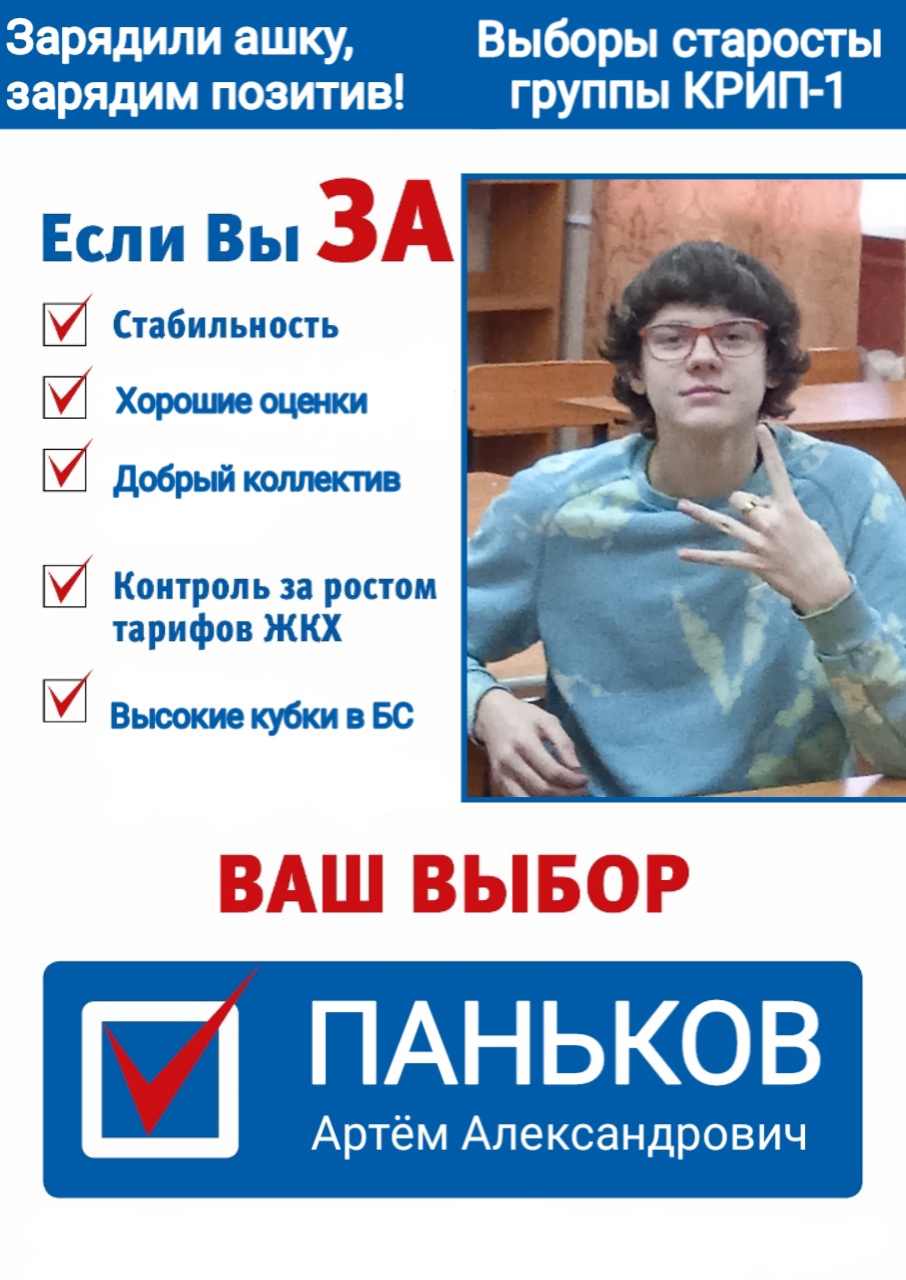 Зарядили ашку,
зарядим позитив!
Выборы старосты
группы КРИП-1
Если Вы ЗА
Стабильность
Хорошие оценки
Добрый коллектив
Контроль за ростом
тарифов ЖКХ
Высокие кубки в БС
ВАШ ВЫБОР
ПАНЬКОВ
Артём Александрович